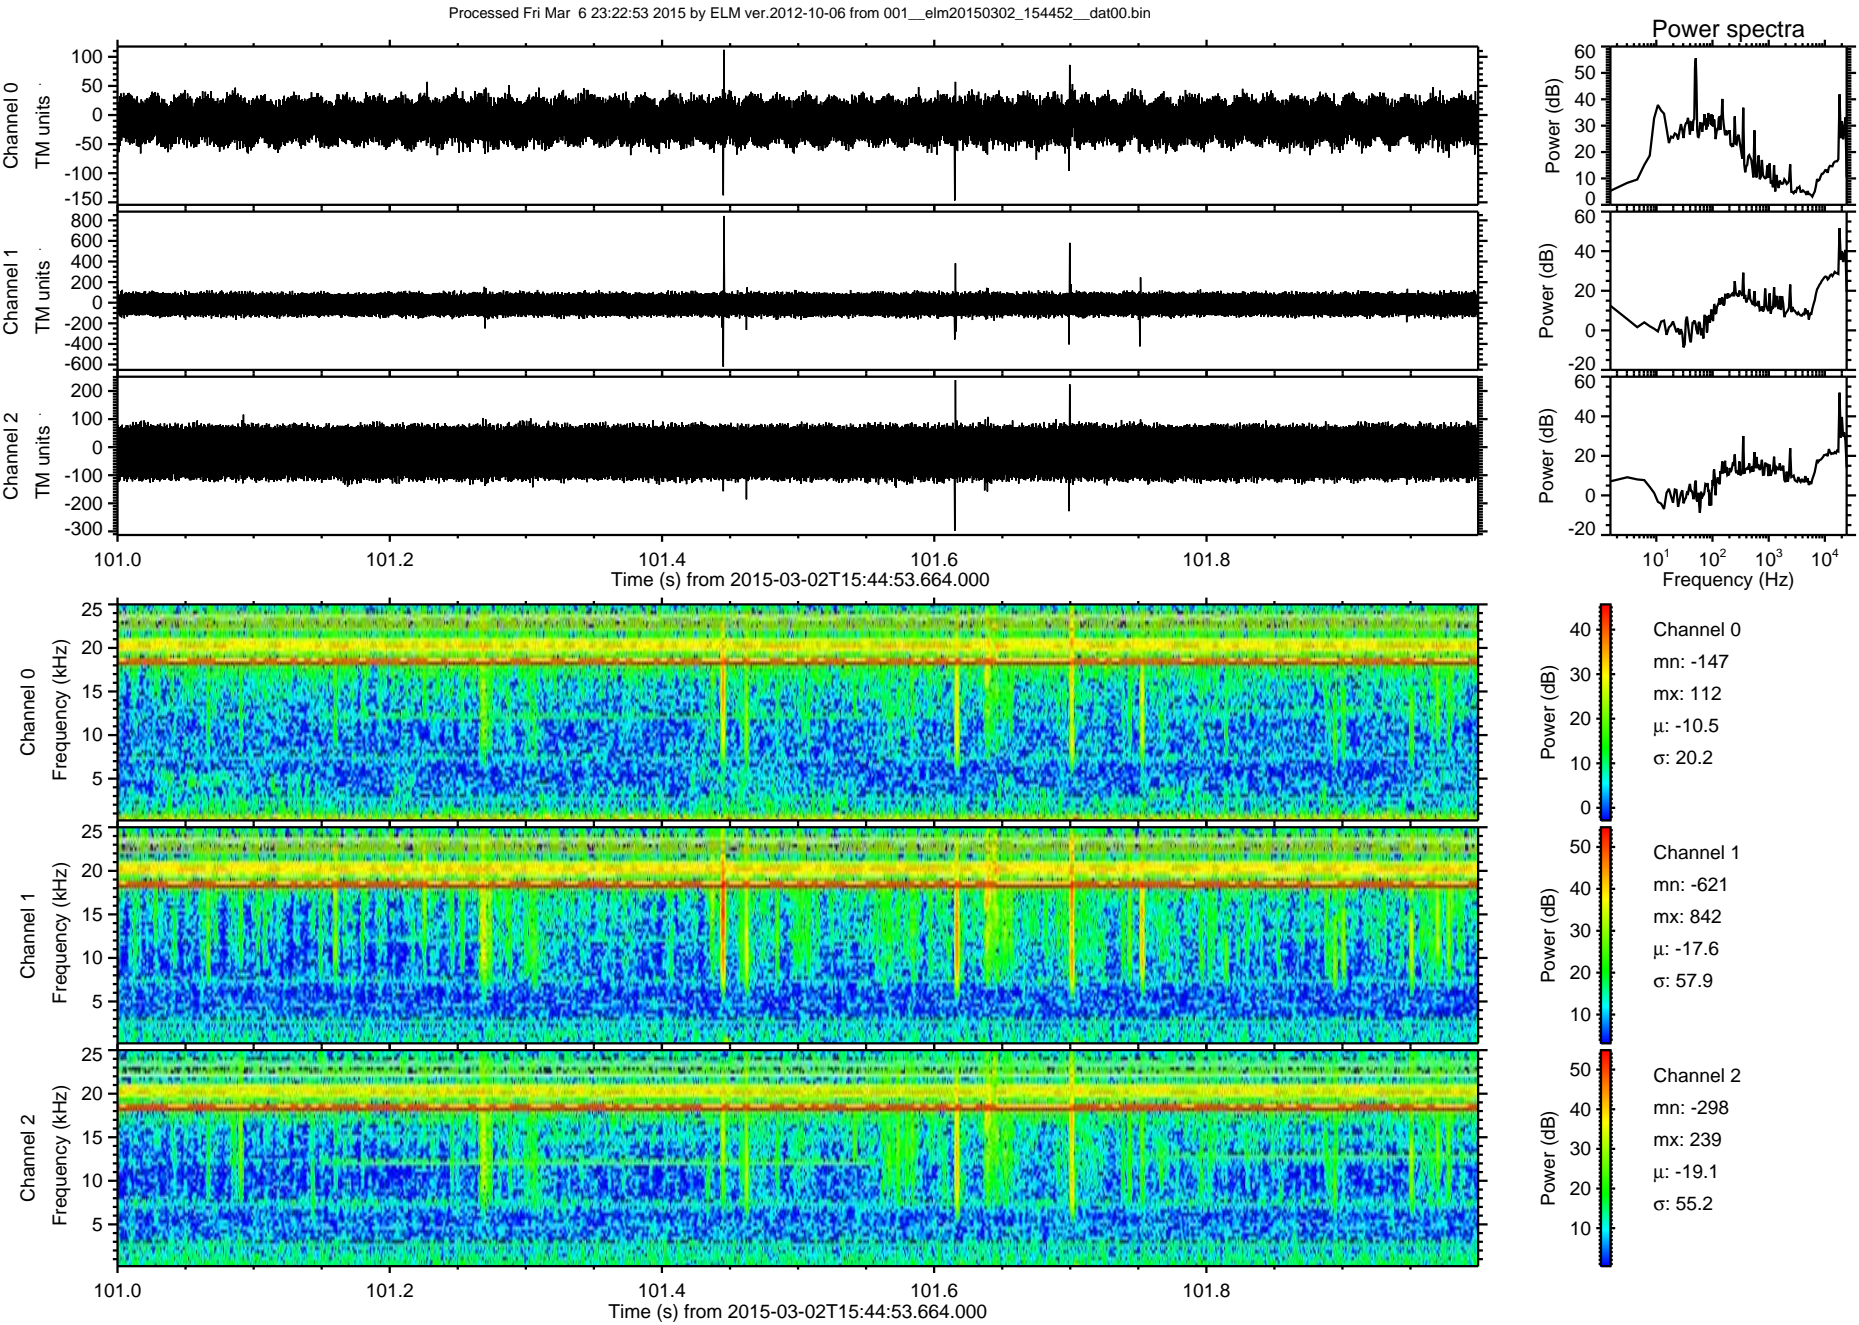 Processed Fri Mar 6 23:22:53 2015 by ELM ver.2012-10-06 from 001__elm20150302_154452__dat00.bin
Power spectra
Channel 0
TM units
100
50
0
-50
-100
-150
Power (dB)
60
50
40
30
20
10
0
Channel 1
TM units
800
600
400
200
0
-200
-400
-600
Power (dB)
60
40
20
0
-20
Channel 2
TM units
200
100
0
-100
-200
-300
Power (dB)
60
40
20
0
-20
101.0 101.2 101.4 101.6 101.8
Time (s) from 2015-03-02T15:44:53.664.000
10^1 10^2 10^3 10^4
Frequency (Hz)
Channel 0
Frequency (kHz)
25
20
15
10
5
Power (dB)
40
30
20
10
0
Channel 0
mn: -147
mx: 112
μ: -10.5
σ: 20.2
Channel 1
Frequency (kHz)
25
20
15
10
5
Power (dB)
50
40
30
20
10
Channel 1
mn: -621
mx: 842
μ: -17.6
σ: 57.9
Channel 2
Frequency (kHz)
25
20
15
10
5
Power (dB)
50
40
30
20
10
Channel 2
mn: -298
mx: 239
μ: -19.1
σ: 55.2
101.0 101.2 101.4 101.6 101.8
Time (s) from 2015-03-02T15:44:53.664.000